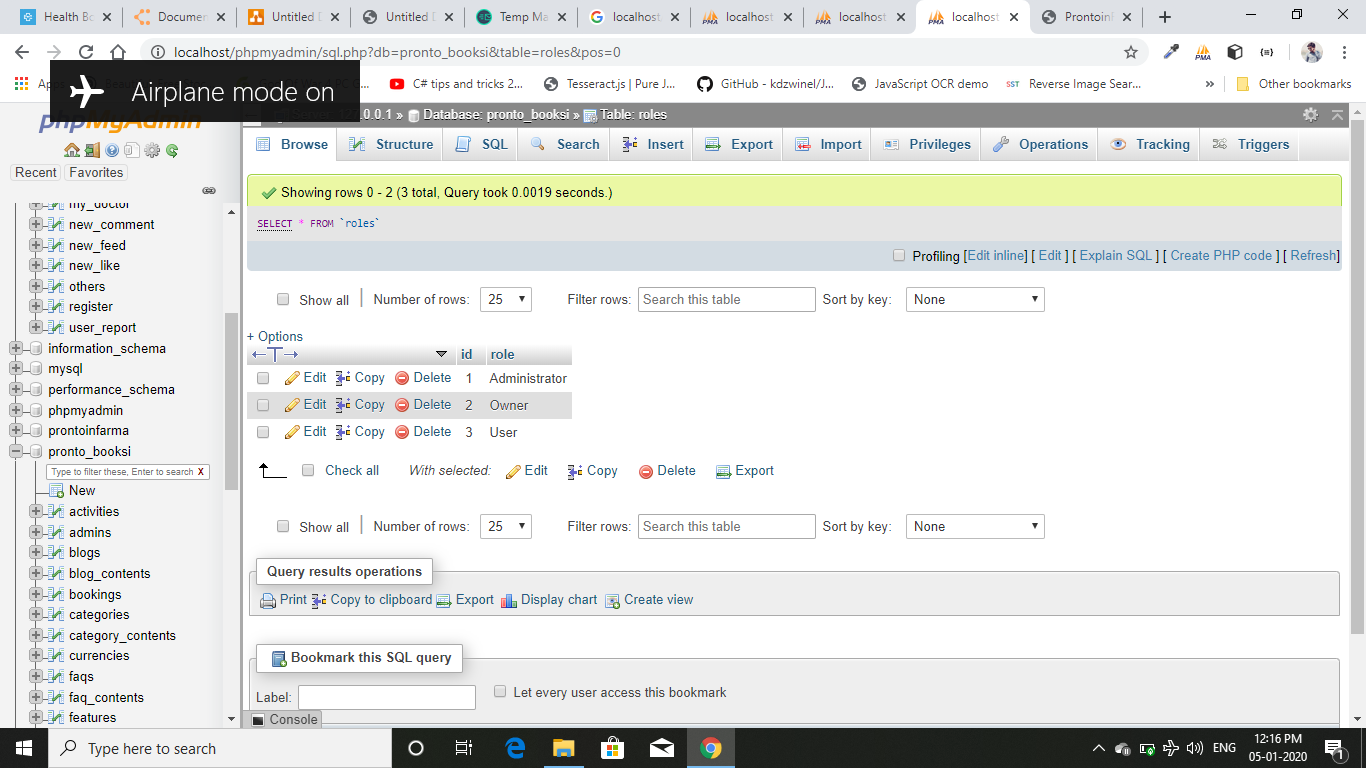 Health Bo
Documen
Untitled D
Untitled D
Temp Ma
localhost
localhost
localhost
localhost
Prontoinf
localhost/phpmyadmin/sql.php?db=pronto_booksi&table=roles&pos=0
C# tips and tricks 2...
Tesseract.js | Pure J...
GitHub - kdzwinel/J...
JavaScript OCR demo
SST Reverse Image Sear...
» Other bookmarks
Airplane mode on
phpMyAdmin
.0.0.1 » Database: pronto_booksi » Table: roles
Browse Structure SQL Search Insert Export Import Privileges Operations Tracking Triggers
Recent Favorites
my_doctor
new_comment
new_feed
new_like
others
register
user_report
information_schema
mysql
performance_schema
phpmyadmin
prontoinfarma
pronto_booksi
Type to filter these, Enter to search X
New
activities
admins
blogs
blog_contents
bookings
categories
category_contents
currencies
faqs
faq_contents
features
Showing rows 0 - 2 (3 total, Query took 0.0019 seconds.)
SELECT * FROM `roles`
Profiling [Edit inline] [ Edit ] [ Explain SQL ] [ Create PHP code ] [ Refresh]
Show all | Number of rows: 25 Filter rows: Search this table Sort by key: None
+ Options
←T→ id role
Edit Copy Delete 1 Administrator
Edit Copy Delete 2 Owner
Edit Copy Delete 3 User
Check all With selected: Edit Copy Delete Export
Show all | Number of rows: 25 Filter rows: Search this table Sort by key: None
Query results operations
Print Copy to clipboard Export Display chart Create view
Bookmark this SQL query
Label: Let every user access this bookmark
Console
Type here to search
ENG
12:16 PM
05-01-2020
1